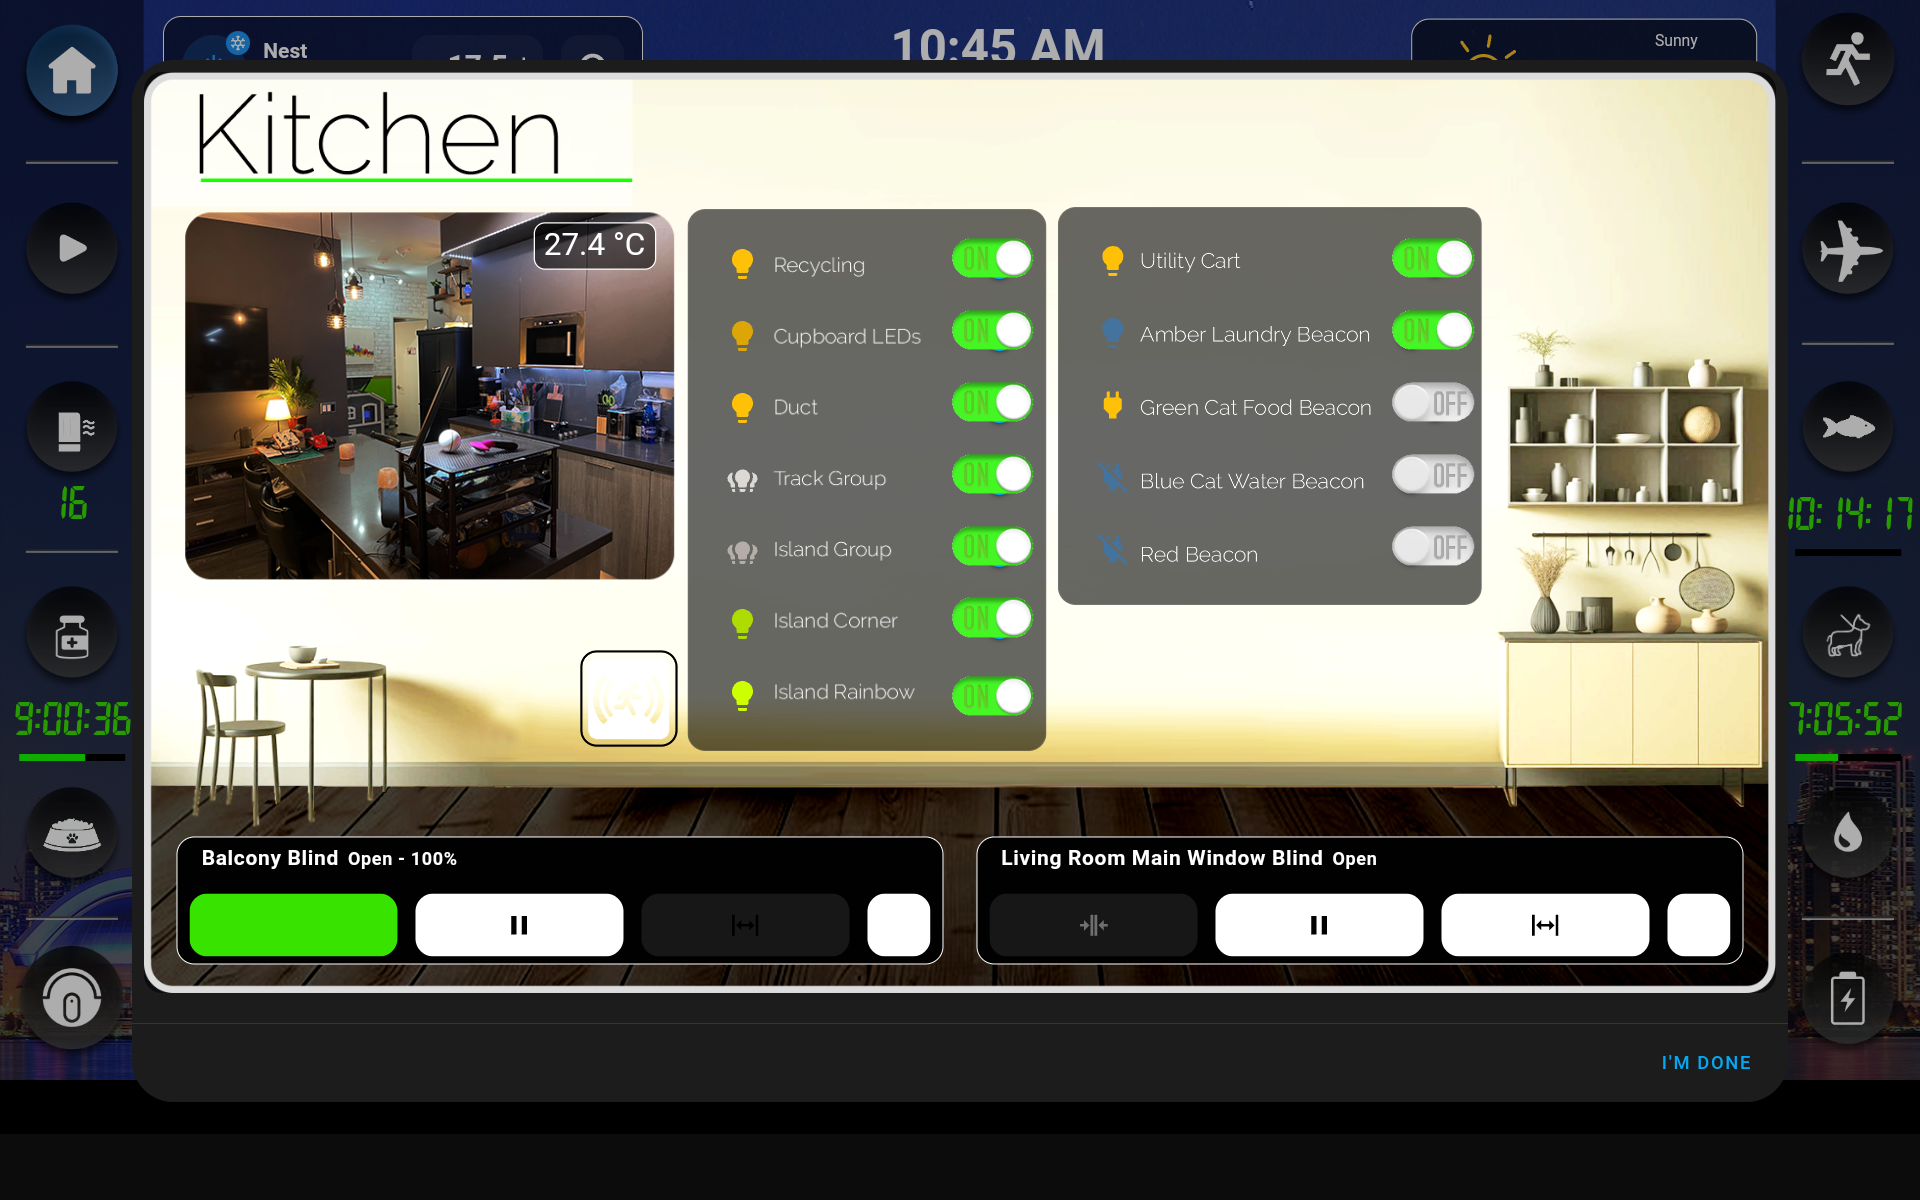 Nest
10:45 AM
Sunny
Kitchen
27.4 °C
Recycling ON
Cupboard LEDs ON
Duct ON
Track Group ON
Island Group ON
Island Corner ON
Island Rainbow ON
Utility Cart ON
Amber Laundry Beacon ON
Green Cat Food Beacon OFF
Blue Cat Water Beacon OFF
Red Beacon OFF
16
9:00:36
10:14:17
7:05:52
Balcony Blind Open - 100%
Living Room Main Window Blind Open
I'M DONE